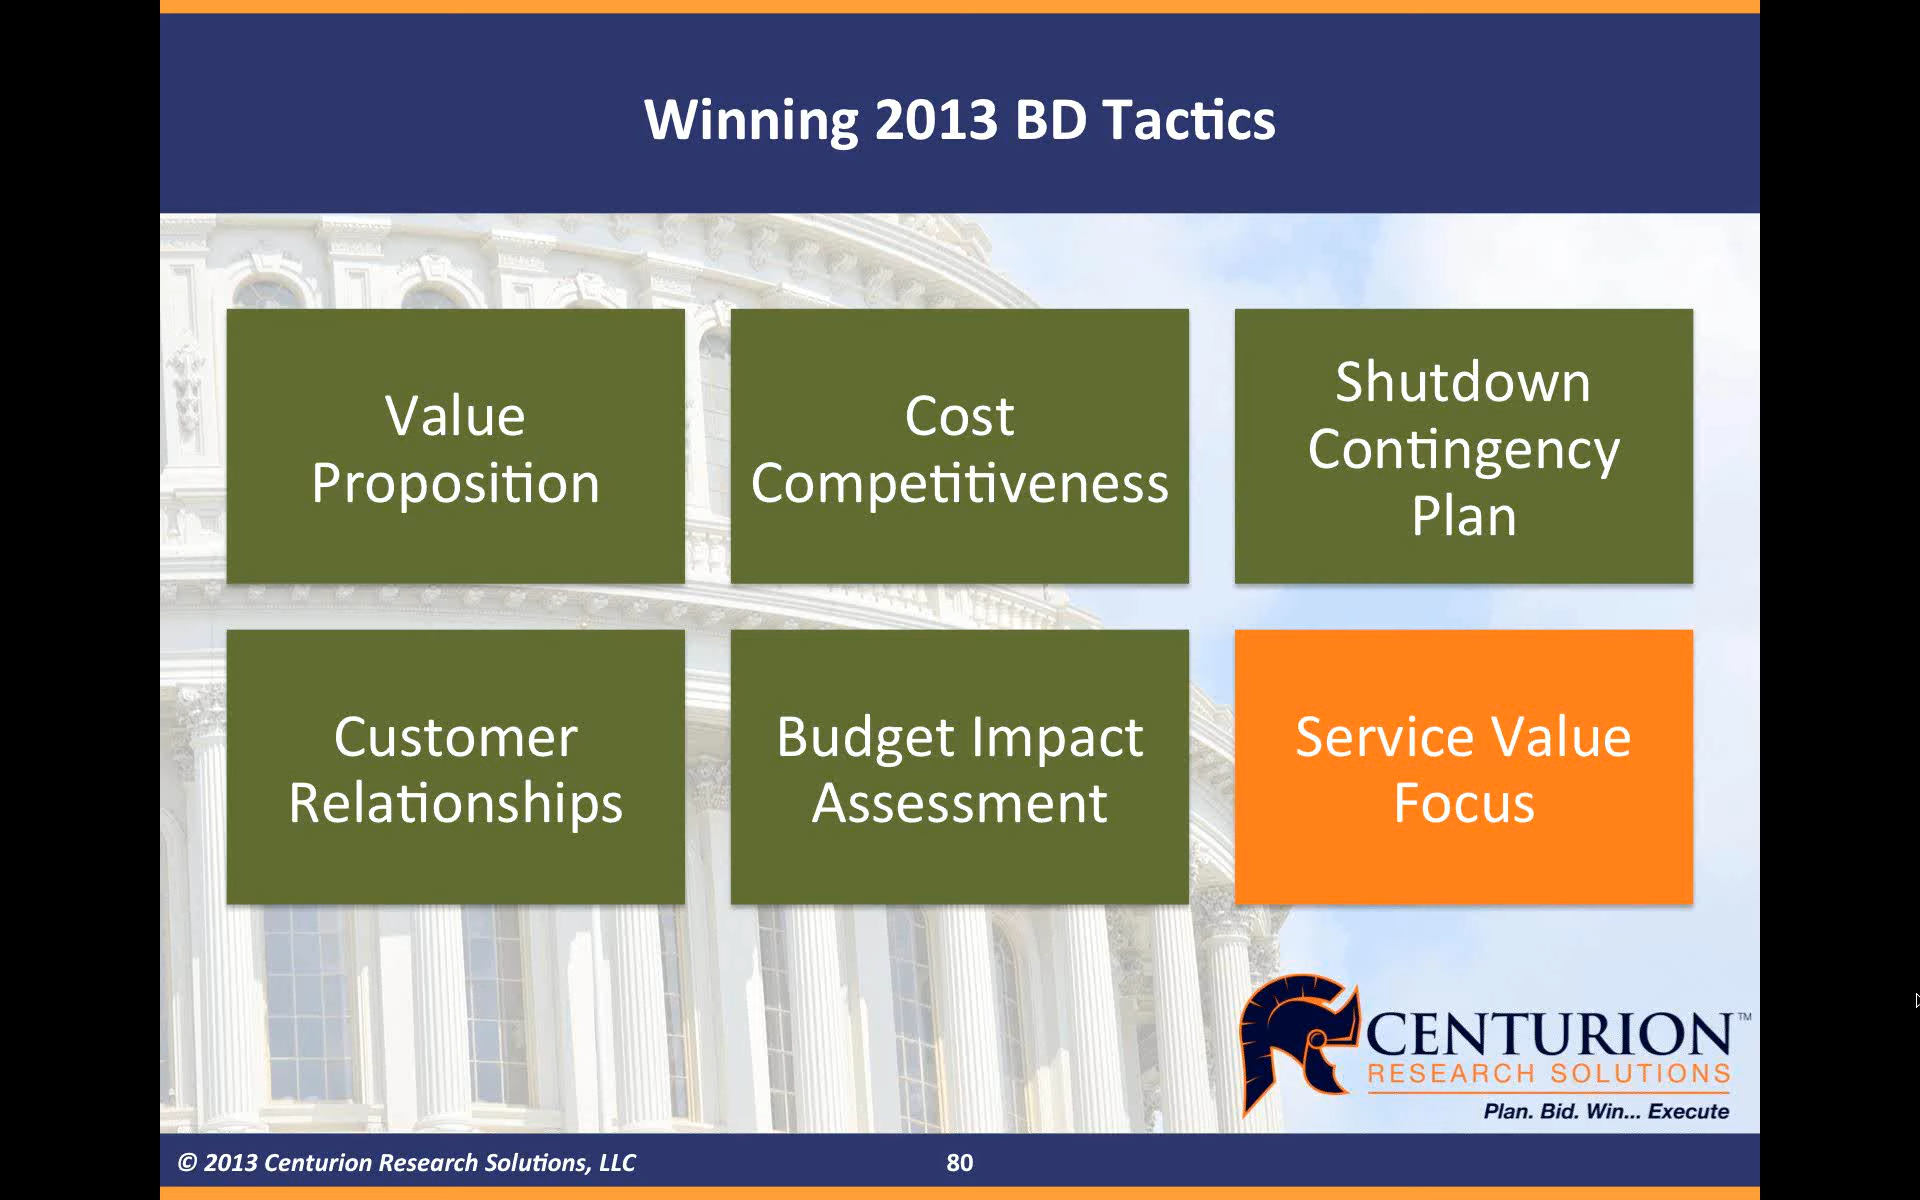 Winning 2013 BD Tactics
Value
Proposition
Cost
Competitiveness
Shutdown
Contingency
Plan
Customer
Relationships
Budget Impact
Assessment
Service Value
Focus
CENTURION™
RESEARCH SOLUTIONS
Plan. Bid. Win... Execute
© 2013 Centurion Research Solutions, LLC
80